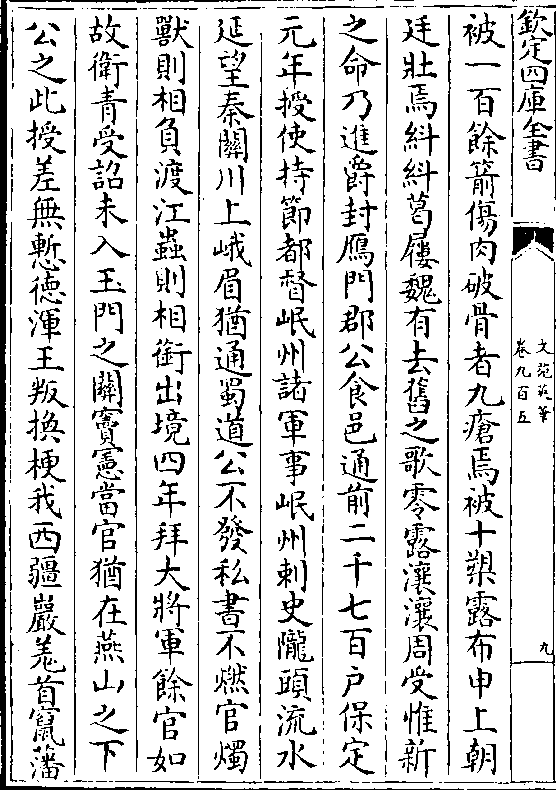 欽定四庫全書
文苑英華
卷九百五
九
被一百餘箭傷肉破骨者九瘡焉被十槊露布申上朝
廷壯焉糾糾葛屨魏有去舊之歌零露瀼瀼周受惟新
之命乃進爵封鴈門郡公食邑通前二千七百户保定
元年授使持節都督岷州諸軍事岷州刺史隴頭流水
延望秦關川上峨眉猶通蜀道公不發私書不燃官燭
獸則相負渡江蟲則相銜出境四年拜大將軍餘官如
故衛青受詔未入玉門之關竇憲當官猶在燕山之下
公之此授差無慙德渾王叛換梗我西疆巖羌首竄藩